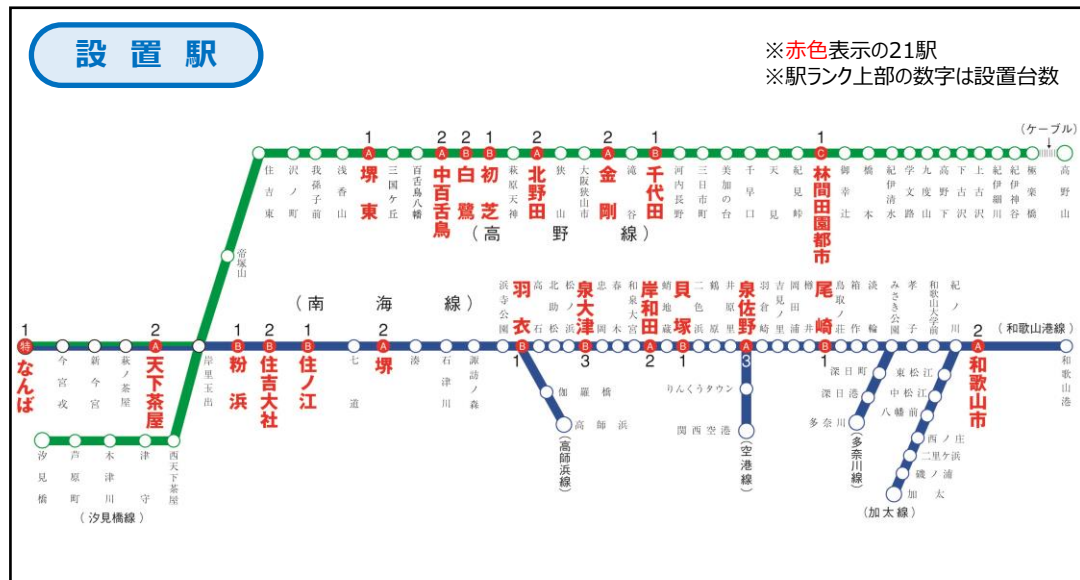 設置駅
※赤色表示の21駅
※駅ランク上部の数字は設置台数
(ケーブル)
1 2 2 1 2 2 1 1
A A B B A A B C
住吉東
沢ノ町
我孫子前
浅香山
堺東
三国ケ丘
百舌鳥八幡
中百舌鳥
白鷺
初芝
萩原天神
北野田
狭山
大阪狭山市
金剛
滝谷
千代田
河内長野
三日市町
美加の台
千早口
天見
紀見峠
林間田園都市
御幸辻
橋本
紀伊清水
学文路
九度山
高野下
下古沢
上古沢
紀伊細川
紀伊神谷
極楽橋
高野山
(高野線)
帝塚山
(南海線)
1 2 1 2 1 2
特 A B B B A
なんば
今宮戎
新今宮
萩ノ茶屋
天下茶屋
岸里玉出
粉浜
住吉大社
住ノ江
七道
堺
湊
石津川
諏訪ノ森
浜寺公園
羽衣
B
1
高石
北助松
松ノ浜
泉大津
A
3
忠岡
春木
和泉大宮
岸和田
A
2
蛸地蔵
貝塚
B
1
二色浜
鶴原
井原里
泉佐野
A
3
羽倉崎
吉見ノ里
岡田浦
樽井
尾崎
B
1
鳥取ノ荘
箱作
淡輪
みさき公園
孝子
和歌山大学前
紀ノ川
2
A
和歌山市
(和歌山港線)
和歌山港
汐見橋
芦原町
木津川
津守
西天下茶屋
(汐見橋線)
伽羅橋
高師浜
(高師浜線)
りんくうタウン
関西空港
(空港線)
深日町
深日港
多奈川
(多奈川線)
東松江
中松江
八幡前
西ノ庄
二里ケ浜
磯ノ浦
加太
(加太線)